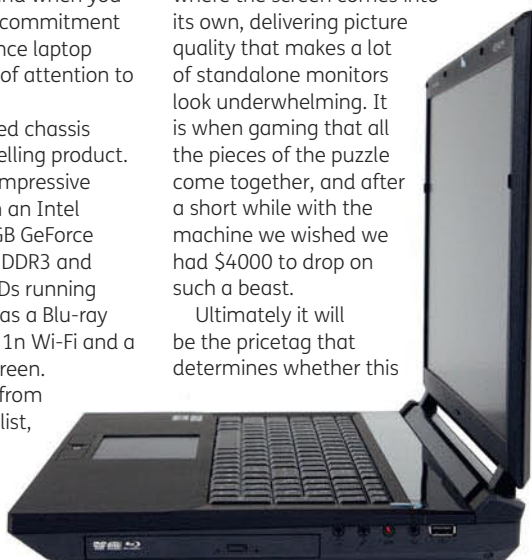 and when you
commitment
nce laptop
of attention to
ed chassis
elling product.
mpressive
n an Intel
GB GeForce
DDR3 and
Ds running
as a Blu-ray
1n Wi-Fi and a
reen.
from
list,
where the screen comes into
its own, delivering picture
quality that makes a lot
of standalone monitors
look underwhelming. It
is when gaming that all
the pieces of the puzzle
come together, and after
a short while with the
machine we wished we
had $4000 to drop on
such a beast.
Ultimately it will
be the pricetag that
determines whether this